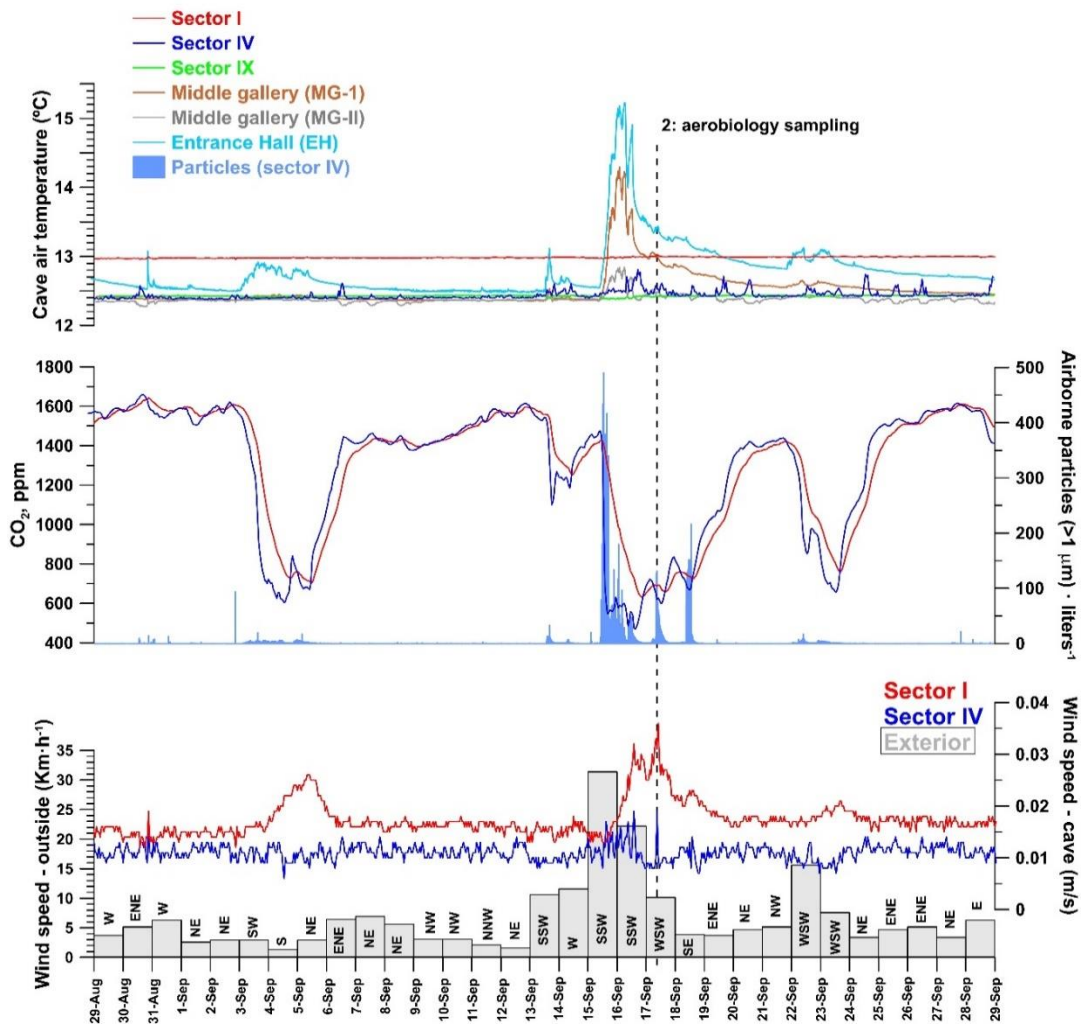 Sector I
Sector IV
Sector IX
Middle gallery (MG-1)
Middle gallery (MG-II)
Entrance Hall (EH)
Particles (sector IV)
2: aerobiology sampling
Cave air temperature (ºC)
15
14
13
12
CO2, ppm
1800
1600
1400
1200
1000
800
600
400
500
400
300
200
100
0
Airborne particles (>1 μm) · liters-1
Sector I
Sector IV
Exterior
Wind speed - outside (Km·h-1)
35
30
25
20
15
10
5
0
0.04
0.03
0.02
0.01
0
Wind speed - cave (m/s)
W
ENE
W
NE
NE
SW
S
NE
ENE
NE
NE
NW
NW
NNW
NE
SSW
W
SSW
SSW
WSW
SE
ENE
NE
NW
WSW
WSW
NE
ENE
ENE
NE
E
29-Aug
30-Aug
31-Aug
1-Sep
2-Sep
3-Sep
4-Sep
5-Sep
6-Sep
7-Sep
8-Sep
9-Sep
10-Sep
11-Sep
12-Sep
13-Sep
14-Sep
15-Sep
16-Sep
17-Sep
18-Sep
19-Sep
20-Sep
21-Sep
22-Sep
23-Sep
24-Sep
25-Sep
26-Sep
27-Sep
28-Sep
29-Sep